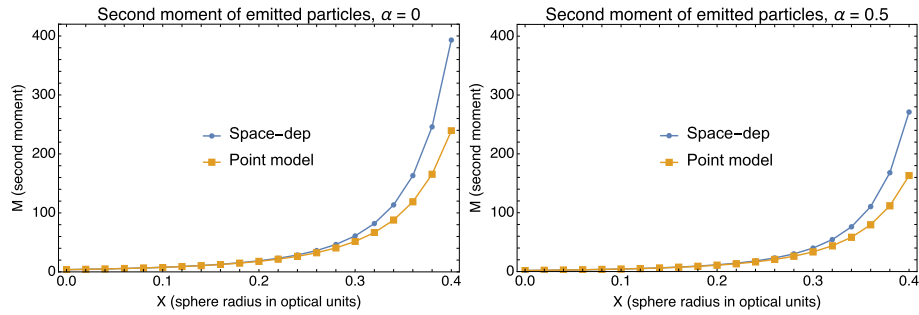 Second moment of emitted particles, α = 0
400
300
200
100
0
M (second moment)
Space-dep
Point model
0.0 0.1 0.2 0.3 0.4
X (sphere radius in optical units)
Second moment of emitted particles, α = 0.5
400
300
200
100
0
M (second moment)
Space-dep
Point model
0.0 0.1 0.2 0.3 0.4
X (sphere radius in optical units)